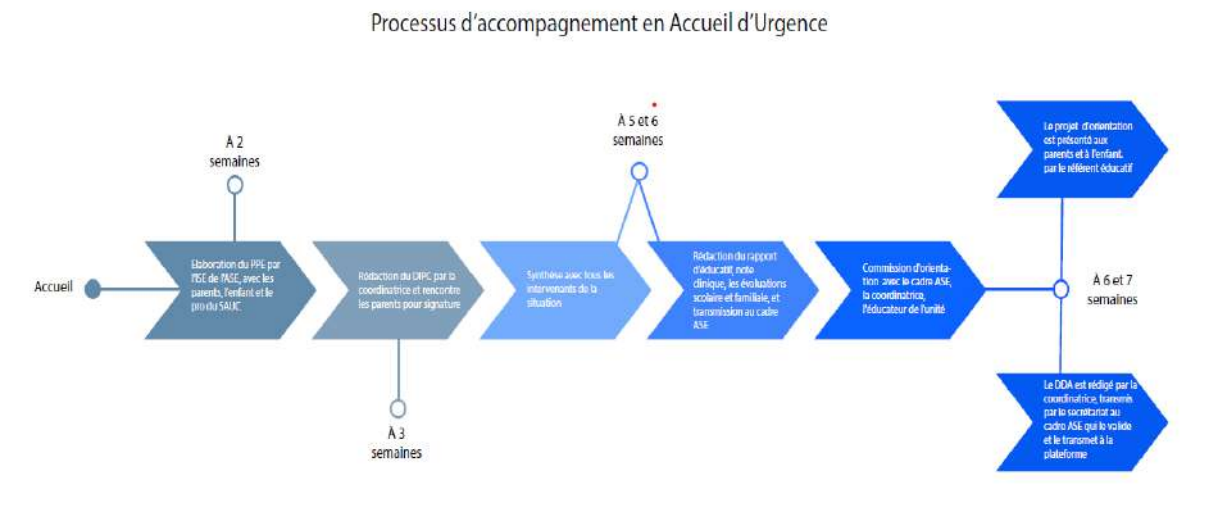 Processus d'accompagnement en Accueil d'Urgence
Accueil
À 2
semaines
Elaboration du PPE par
l'ISE de l'ASE, avec les
parents, l'enfant et le
pro du SAUC
Rédaction du DIPC par la
coordinatrice et rencontre
les parents pour signature
À 3
semaines
Synthèse avec tous les
intervenants de la
situation
À 5 et 6
semaines
Rédaction du rapport
d'éducatif, note
clinique, les évaluations
scolaire et familiale, et
transmission au cadre
ASE
Commission d'orienta-
tion avec le cadre ASE,
la coordinatrice,
l'éducateur de l'unité
À 6 et 7
semaines
Le projet d'orientation
est présenté aux
parents et à l'enfant.
par le référent éducatif
Le DDA est rédigé par la
coordinatrice, transmis
par le secrétariat au
cadre ASE qui le valide
et le transmet à la
plateforme